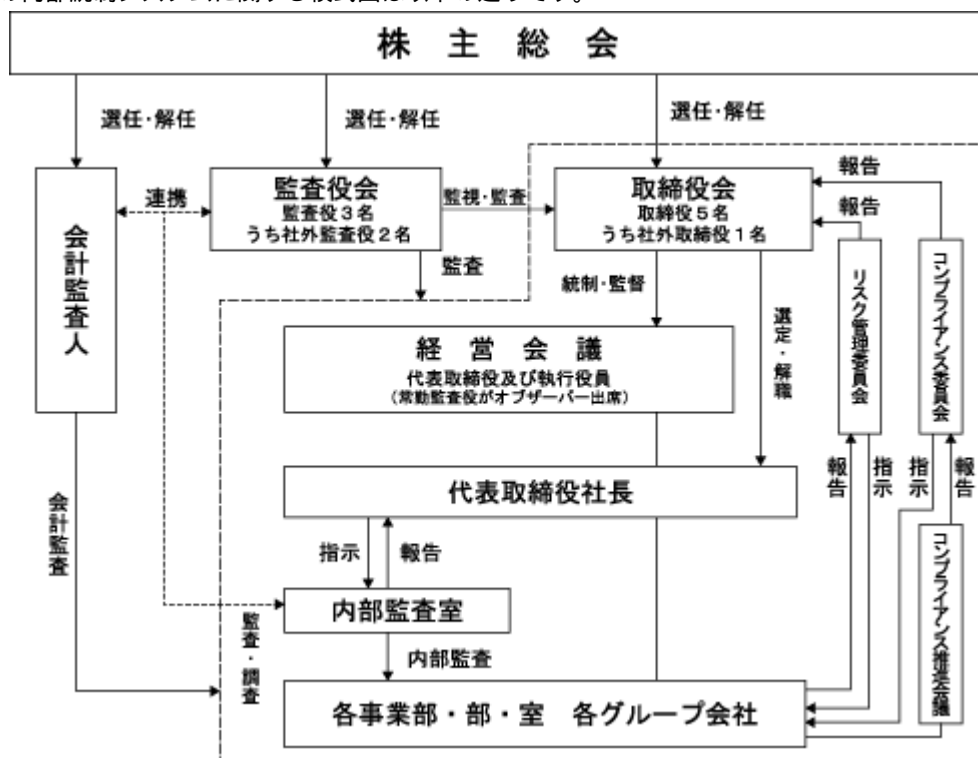 株主総会
選任・解任
選任・解任
選任・解任
会計監査人
連携
監査役会
監査役３名
うち社外監査役２名
監視・監査
取締役会
取締役５名
うち社外取締役１名
報告
報告
監査
統制・監督
選定・解職
リスク管理委員会
コンプライアンス委員会
経営会議
代表取締役及び執行役員
（常勤監査役がオブザーバー出席）
報告
指示
指示
報告
代表取締役社長
会計監査
指示
報告
内部監査室
監査・調査
内部監査
コンプライアンス推進会議
各事業部・部・室　各グループ会社